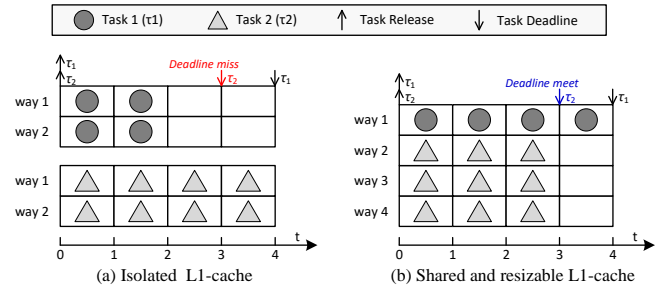 Task 1 (τ1) Task 2 (τ2) Task Release Task Deadline
τ1
τ2
Deadline miss
τ2
τ1
way 1
way 2
way 1
way 2
0 1 2 3 4 t
(a) Isolated L1-cache
τ1
τ2
Deadline meet
τ2
τ1
way 1
way 2
way 3
way 4
0 1 2 3 4 t
(b) Shared and resizable L1-cache